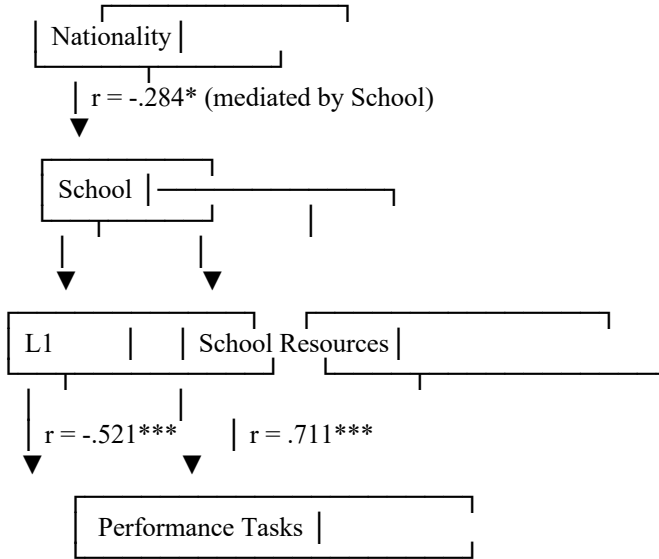 Nationality
r = -.284* (mediated by School)
School
L1 School Resources
r = -.521*** r = .711***
Performance Tasks